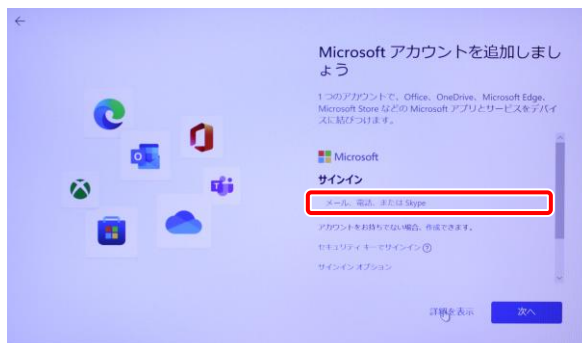 Microsoft アカウントを追加しまし
ょう
1 つのアカウントで、Office、OneDrive、Microsoft Edge、
Microsoft Store などの Microsoft アプリとサービスをデバイ
スに結びつけます。
Microsoft
サインイン
メール、電話、または Skype
アカウントをお持ちでない場合、作成できます。
セキュリティ キーでサインイン
サインイン オプション
詳細を表示
次へ